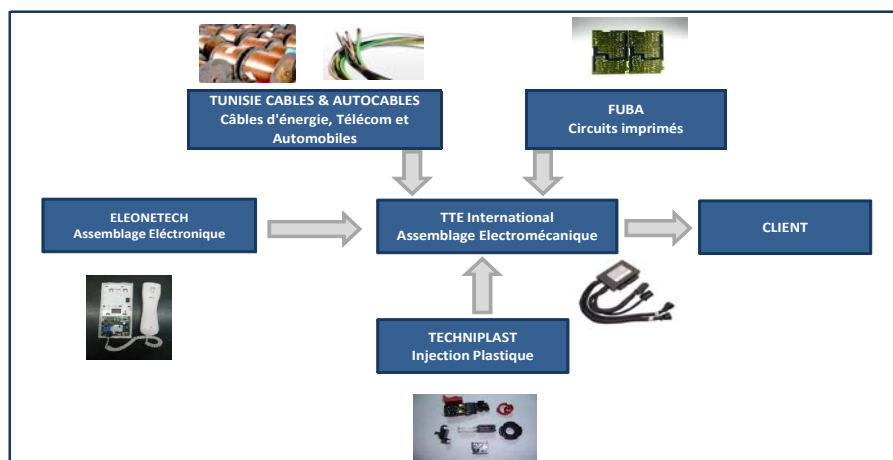 TUNISIE CABLES & AUTOCABLES
Câbles d'énergie, Télécom et
Automobiles
FUBA
Circuits imprimés
ELEONETECH
Assemblage Eléctronique
TTE International
Assemblage Electromécanique
CLIENT
TECHNIPLAST
Injection Plastique